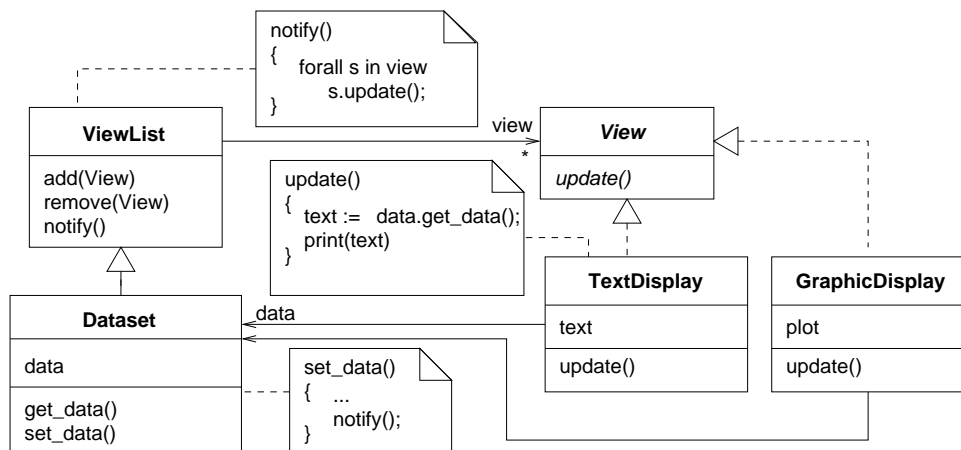 notify()
{
forall s in view
s.update();
}
ViewList
add(View)
remove(View)
notify()
view
*
View
update()
update()
{
text := data.get_data();
print(text)
}
TextDisplay
text
update()
GraphicDisplay
plot
update()
Dataset
data
get_data()
set_data()
data
set_data()
{ ...
notify();
}